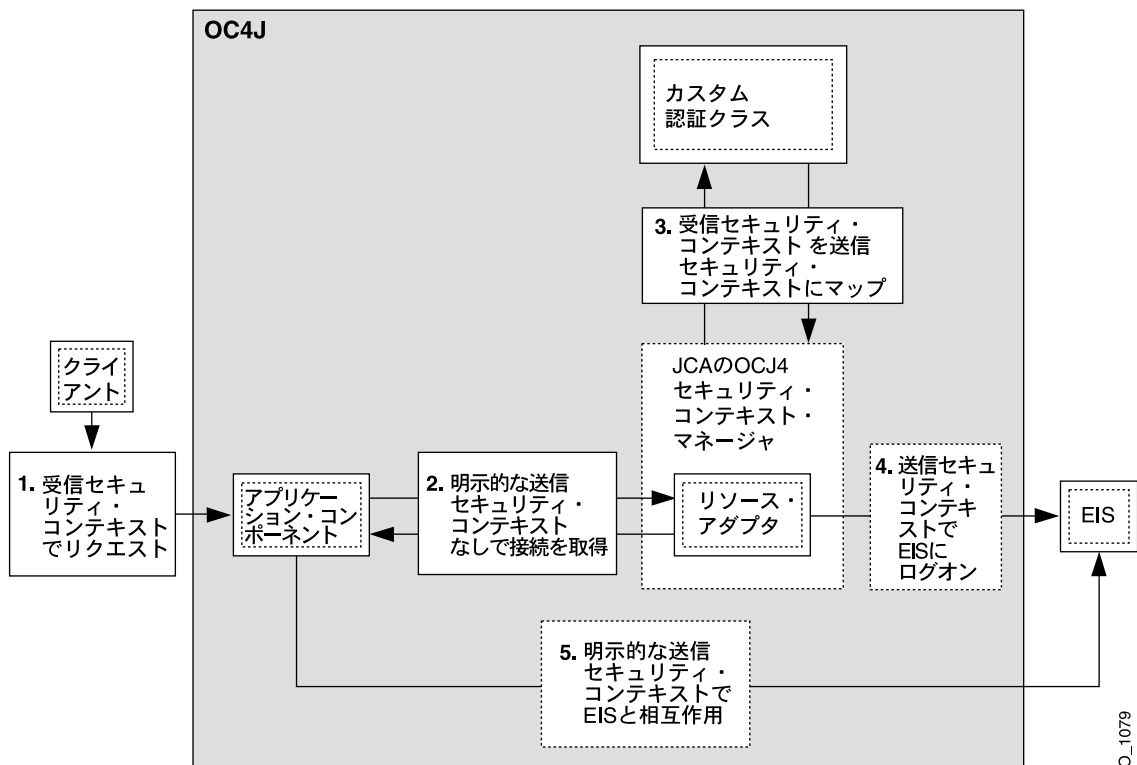 OC4J
カスタム
認証クラス
3. 受信セキュリティ・
コンテキスト を送信
セキュリティ・
コンテキストにマップ
クライ
アント
JCAのOCJ4
セキュリティ・
コンテキスト・
マネージャ
1. 受信セキュ
リティ・
コンテキスト
でリクエスト
アプリケー
ション・コン
ポーネント
2. 明示的な送信
セキュリティ・
コンテキスト
なしで接続を取得
リソース・
アダプタ
4. 送信セキュ
リティ・
コンテキ
ストで
EISに
ログオン
EIS
5. 明示的な送信
セキュリティ・
コンテキストで
EISと相互作用
O_1079